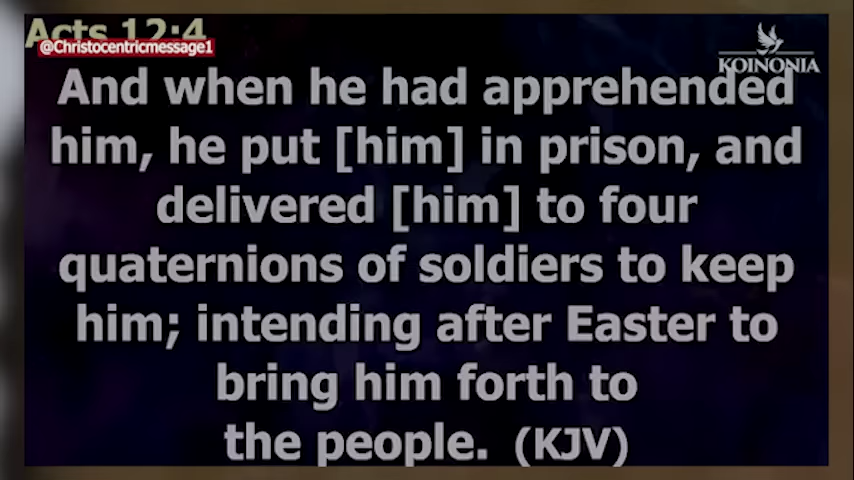 Acts 12:4
@Christocentricmessage1
KOINONIA
And when he had apprehended
him, he put [him] in prison, and
delivered [him] to four
quaternions of soldiers to keep
him; intending after Easter to
bring him forth to
the people. (KJV)